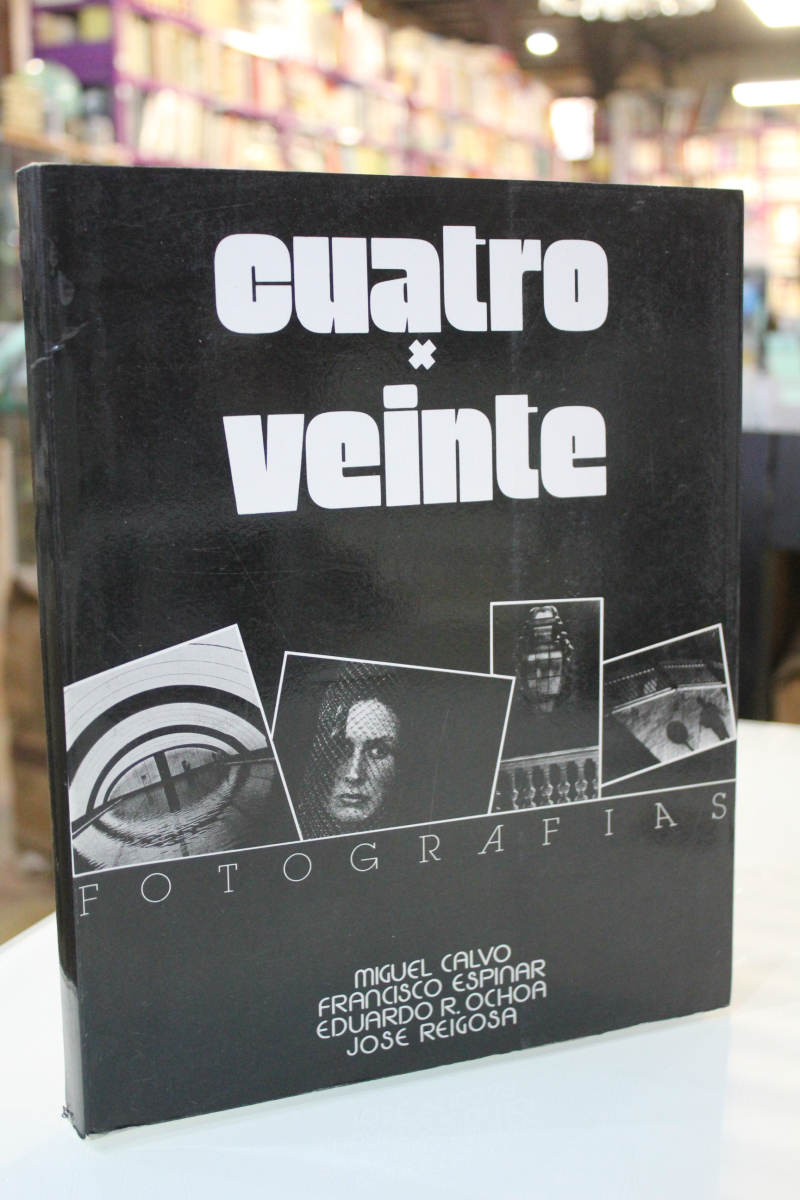 cuatro
×
veinte
FOTOGRAFIAS
MIGUEL CALVO
FRANCISCO ESPINAR
EDUARDO R. OCHOA
JOSE REIGOSA